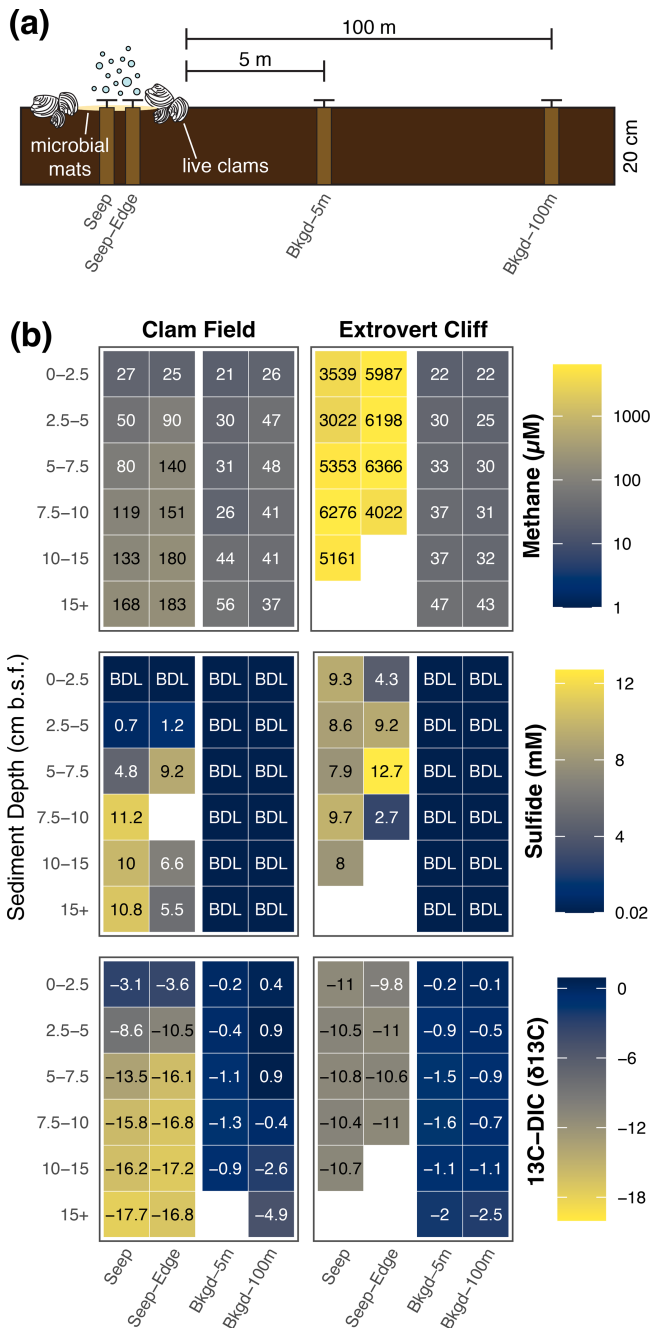 (a)
100 m
5 m
microbial
mats
live clams
20 cm
Seep
Seep−Edge
Bkgd−5m
Bkgd−100m
(b)
Clam Field
Extrovert Cliff
Sediment Depth (cm b.s.f.)
0−2.5 27 25 21 26 3539 5987 22 22
2.5−5 50 90 30 47 3022 6198 30 25
5−7.5 80 140 31 48 5353 6366 33 30
7.5−10 119 151 26 41 6276 4022 37 31
10−15 133 180 44 41 5161 37 32
15+ 168 183 56 37 47 43
Methane (µM)
1000
100
10
1
0−2.5 BDL BDL BDL BDL 9.3 4.3 BDL BDL
2.5−5 0.7 1.2 BDL BDL 8.6 9.2 BDL BDL
5−7.5 4.8 9.2 BDL BDL 7.9 12.7 BDL BDL
7.5−10 11.2 BDL BDL 9.7 2.7 BDL BDL
10−15 10 6.6 BDL BDL 8 BDL BDL
15+ 10.8 5.5 BDL BDL BDL BDL
Sulfide (mM)
12
8
4
0.02
0−2.5 −3.1 −3.6 −0.2 0.4 −11 −9.8 −0.2 −0.1
2.5−5 −8.6 −10.5 −0.4 0.9 −10.5 −11 −0.9 −0.5
5−7.5 −13.5 −16.1 −1.1 0.9 −10.8 −10.6 −1.5 −0.9
7.5−10 −15.8 −16.8 −1.3 −0.4 −10.4 −11 −1.6 −0.7
10−15 −16.2 −17.2 −0.9 −2.6 −10.7 −1.1 −1.1
15+ −17.7 −16.8 −4.9 −2 −2.5
13C−DIC (δ13C)
0
−6
−12
−18
Seep
Seep−Edge
Bkgd−5m
Bkgd−100m
Seep
Seep−Edge
Bkgd−5m
Bkgd−100m